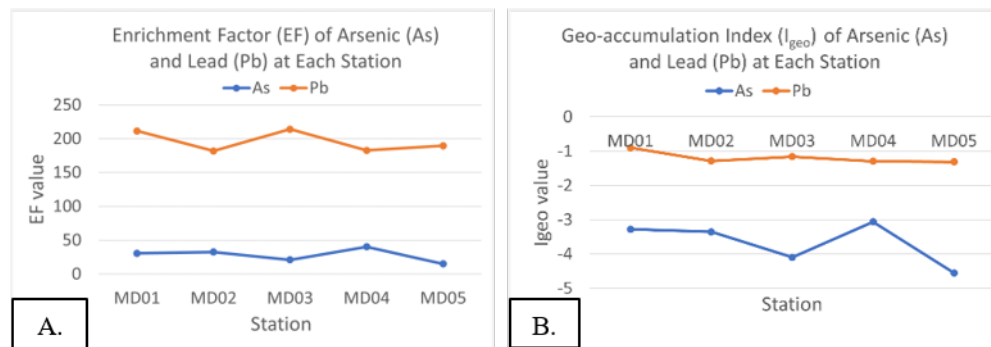 Enrichment Factor (EF) of Arsenic (As)
and Lead (Pb) at Each Station
As Pb
250
200
150
100
50
0
EF value
MD01 MD02 MD03 MD04 MD05
Station
A.
Geo-accumulation Index (Igeo) of Arsenic (As)
and Lead (Pb) at Each Station
As Pb
0
MD01 MD02 MD03 MD04 MD05
-1
-2
-3
-4
-5
Igeo value
Station
B.